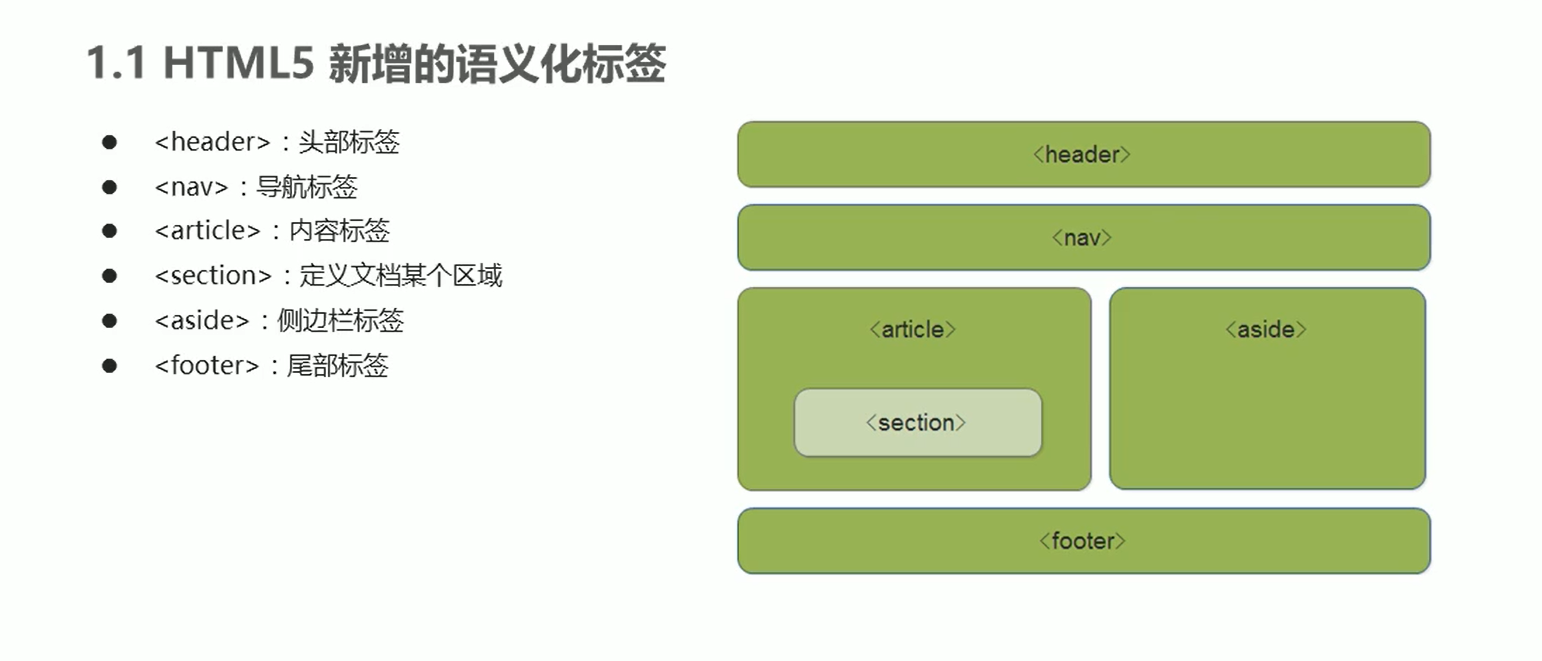 1.1 HTML5 新增的语义化标签
● <header>：头部标签
● <nav>：导航标签
● <article>：内容标签
● <section>：定义文档某个区域
● <aside>：侧边栏标签
● <footer>：尾部标签
<header>
<nav>
<article>
<aside>
<section>
<footer>